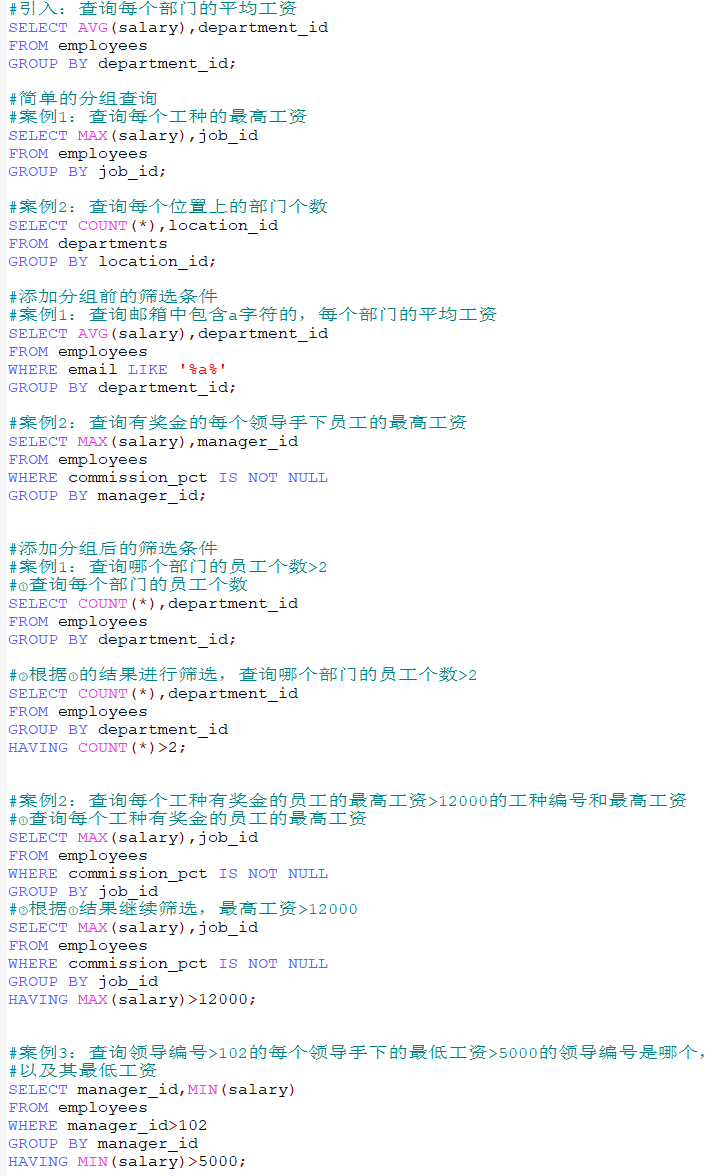 #引入：查询每个部门的平均工资
SELECT AVG(salary),department_id
FROM employees
GROUP BY department_id;
#简单的分组查询
#案例1：查询每个工种的最高工资
SELECT MAX(salary),job_id
FROM employees
GROUP BY job_id;
#案例2：查询每个位置上的部门个数
SELECT COUNT(*),location_id
FROM departments
GROUP BY location_id;
#添加分组前的筛选条件
#案例1：查询邮箱中包含a字符的，每个部门的平均工资
SELECT AVG(salary),department_id
FROM employees
WHERE email LIKE '%a%'
GROUP BY department_id;
#案例2：查询有奖金的每个领导手下员工的最高工资
SELECT MAX(salary),manager_id
FROM employees
WHERE commission_pct IS NOT NULL
GROUP BY manager_id;
#添加分组后的筛选条件
#案例1：查询哪个部门的员工个数>2
#①查询每个部门的员工个数
SELECT COUNT(*),department_id
FROM employees
GROUP BY department_id;
#②根据①的结果进行筛选，查询哪个部门的员工个数>2
SELECT COUNT(*),department_id
FROM employees
GROUP BY department_id
HAVING COUNT(*)>2;
#案例2：查询每个工种有奖金的员工的最高工资>12000的工种编号和最高工资
#①查询每个工种有奖金的员工的最高工资
SELECT MAX(salary),job_id
FROM employees
WHERE commission_pct IS NOT NULL
GROUP BY job_id
#②根据①结果继续筛选，最高工资>12000
SELECT MAX(salary),job_id
FROM employees
WHERE commission_pct IS NOT NULL
GROUP BY job_id
HAVING MAX(salary)>12000;
#案例3：查询领导编号>102的每个领导手下的最低工资>5000的领导编号是哪个，
#以及其最低工资
SELECT manager_id,MIN(salary)
FROM employees
WHERE manager_id>102
GROUP BY manager_id
HAVING MIN(salary)>5000;